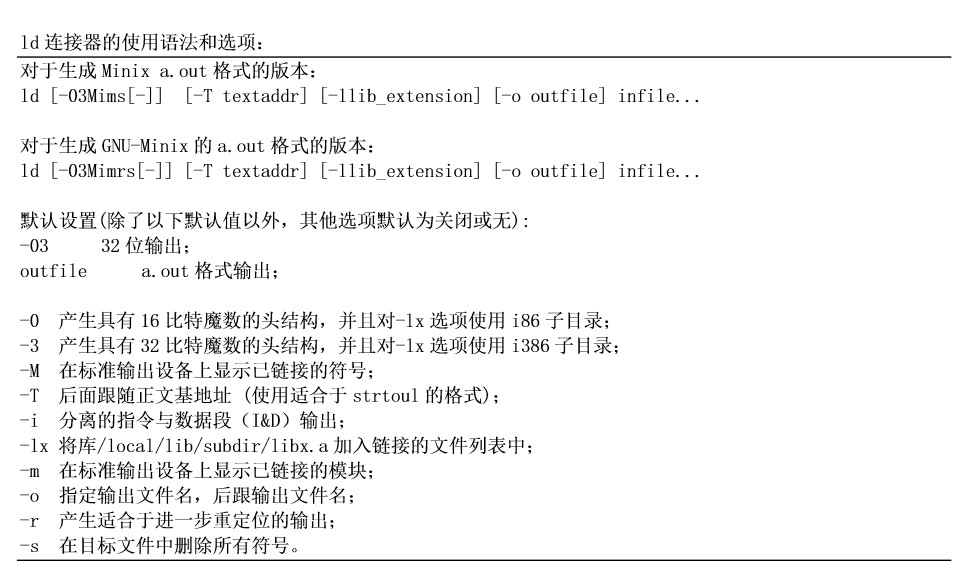 ld 连接器的使用语法和选项：
对于生成 Minix a.out 格式的版本：
ld [-03Mims[-]]  [-T textaddr] [-llib_extension] [-o outfile] infile...
对于生成 GNU-Minix 的 a.out 格式的版本：
ld [-03Mimrs[-]] [-T textaddr] [-llib_extension] [-o outfile] infile...
默认设置(除了以下默认值以外，其他选项默认为关闭或无)：
-03     32 位输出；
outfile     a.out 格式输出；
-0  产生具有 16 比特魔数的头结构，并且对-lx 选项使用 i86 子目录；
-3  产生具有 32 比特魔数的头结构，并且对-lx 选项使用 i386 子目录；
-M  在标准输出设备上显示已链接的符号；
-T  后面跟随正文基地址 (使用适合于 strtoul 的格式)；
-i  分离的指令与数据段（I&D）输出；
-lx 将库/local/lib/subdir/libx.a 加入链接的文件列表中；
-m  在标准输出设备上显示已链接的模块；
-o  指定输出文件名，后跟输出文件名；
-r  产生适合于进一步重定位的输出；
-s  在目标文件中删除所有符号。